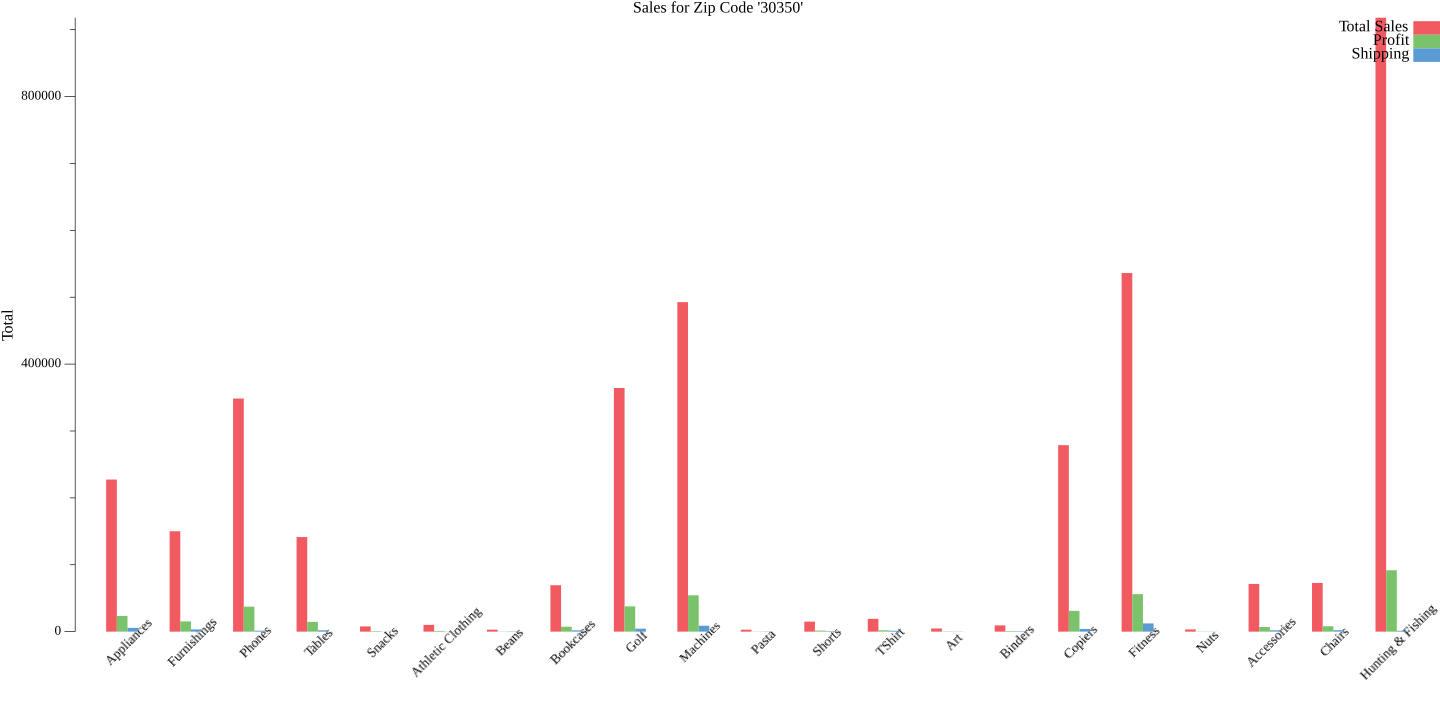 Sales for Zip Code '30350'
Total Sales
Profit
Shipping
800000
400000
0
Total
Appliances
Furnishings
Phones
Tables
Snacks
Athletic Clothing
Beans
Bookcases
Golf
Machines
Pasta
Shorts
TShirt
Art
Binders
Copiers
Fitness
Nuts
Accessories
Chairs
Hunting & Fishing